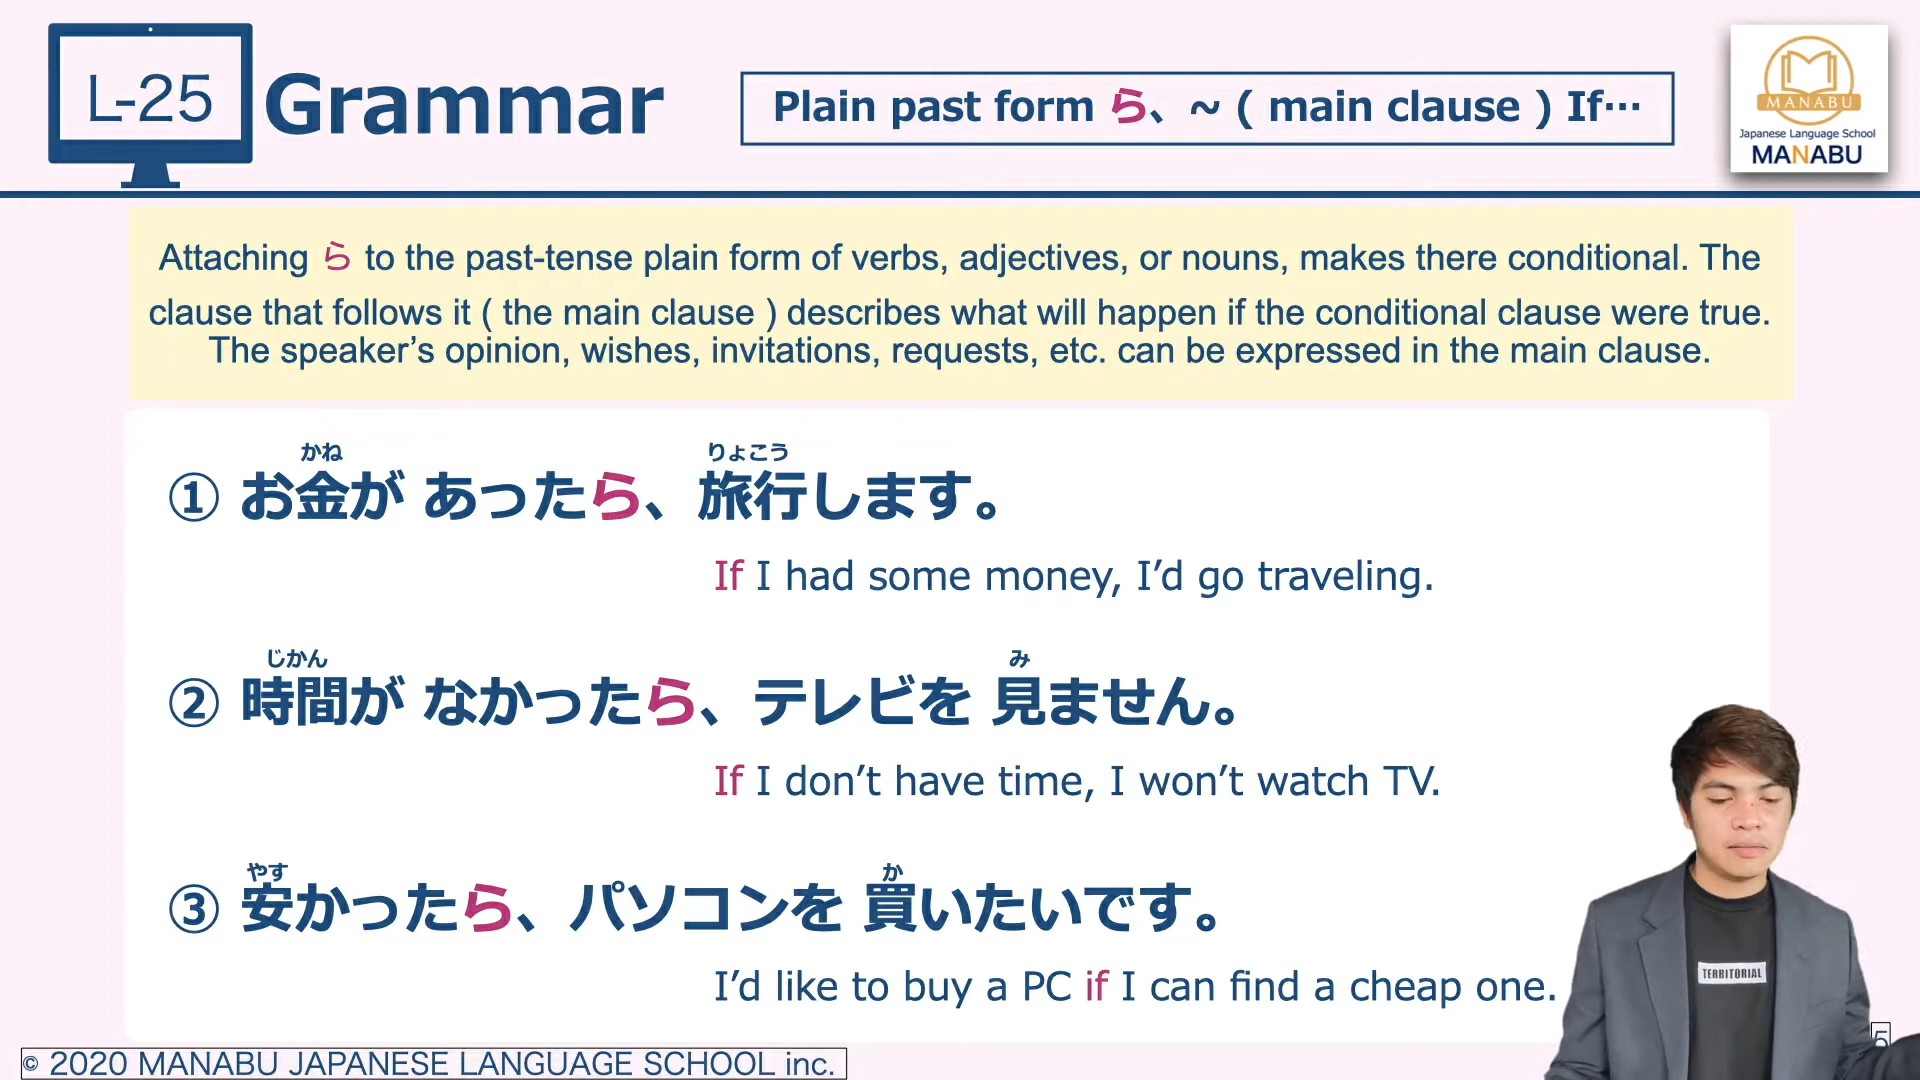 L-25
Grammar
Plain past form ら、~ ( main clause ) If…
MANABU
Japanese Language School
MANABU
Attaching ら to the past-tense plain form of verbs, adjectives, or nouns, makes there conditional. The
clause that follows it ( the main clause ) describes what will happen if the conditional clause were true.
The speaker’s opinion, wishes, invitations, requests, etc. can be expressed in the main clause.
かね りょこう
① お金が あったら、旅行します。
If I had some money, I’d go traveling.
じかん み
② 時間が なかったら、テレビを 見ません。
If I don’t have time, I won’t watch TV.
やす か
③ 安かったら、パソコンを 買いたいです。
I’d like to buy a PC if I can find a cheap one.
TERRITORIAL
5
© 2020 MANABU JAPANESE LANGUAGE SCHOOL inc.